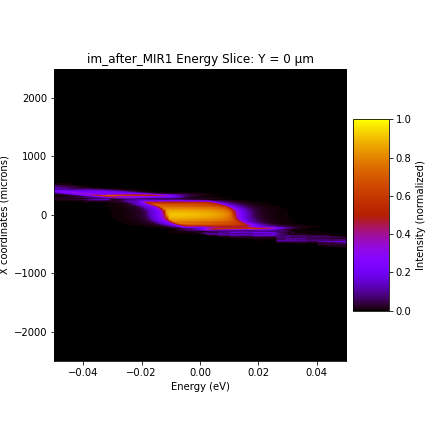 im_after_MIR1 Energy Slice: Y = 0 μm
X coordinates (microns)
2000
1000
0
−1000
−2000
−0.04 −0.02 0.00 0.02 0.04
Energy (eV)
1.0
0.8
0.6
0.4
0.2
0.0
Intensity (normalized)